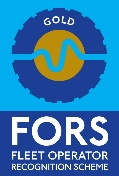 GOLD
FORS
FLEET OPERATOR
RECOGNITION SCHEME